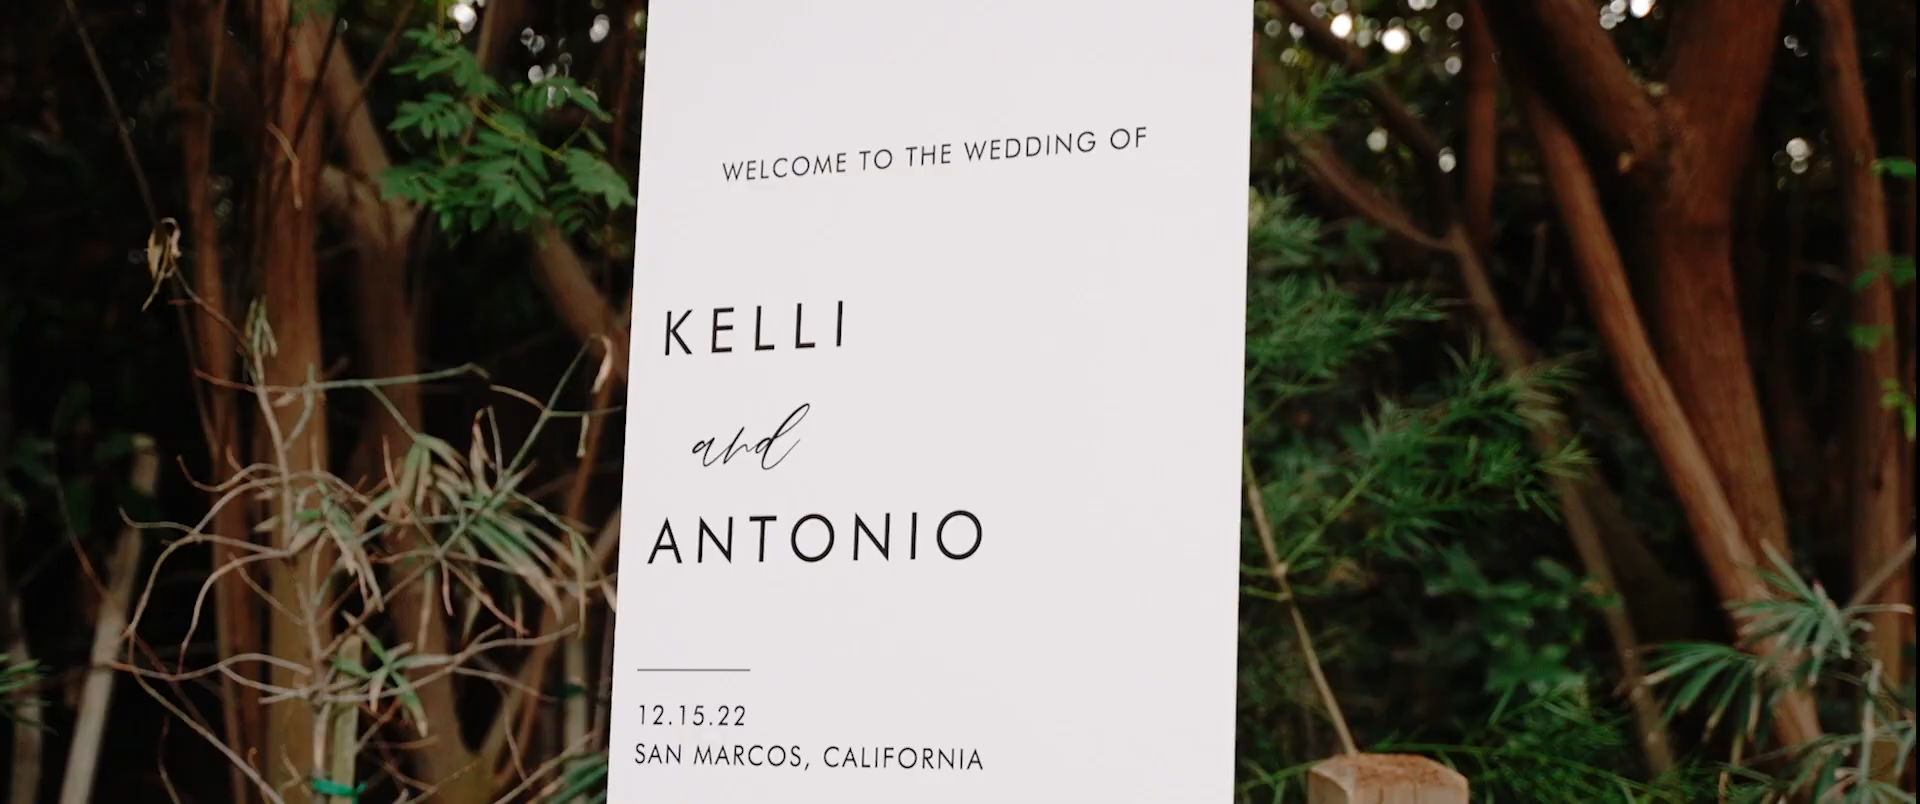 WELCOME TO THE WEDDING OF
KELLI
and
ANTONIO
12.15.22
SAN MARCOS, CALIFORNIA